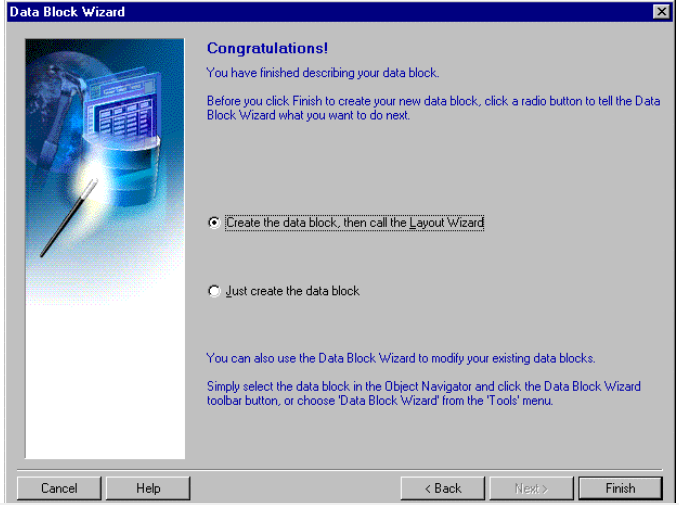 Data Block Wizard
Congratulations!
You have finished describing your data block.
Before you click Finish to create your new data block, click a radio button to tell the Data
Block Wizard what you want to do next.
Create the data block, then call the Layout Wizard
Just create the data block
You can also use the Data Block Wizard to modify your existing data blocks.
Simply select the data block in the Object Navigator and click the Data Block Wizard
toolbar button, or choose 'Data Block Wizard' from the 'Tools' menu.
Cancel
Help
< Back
Next >
Finish